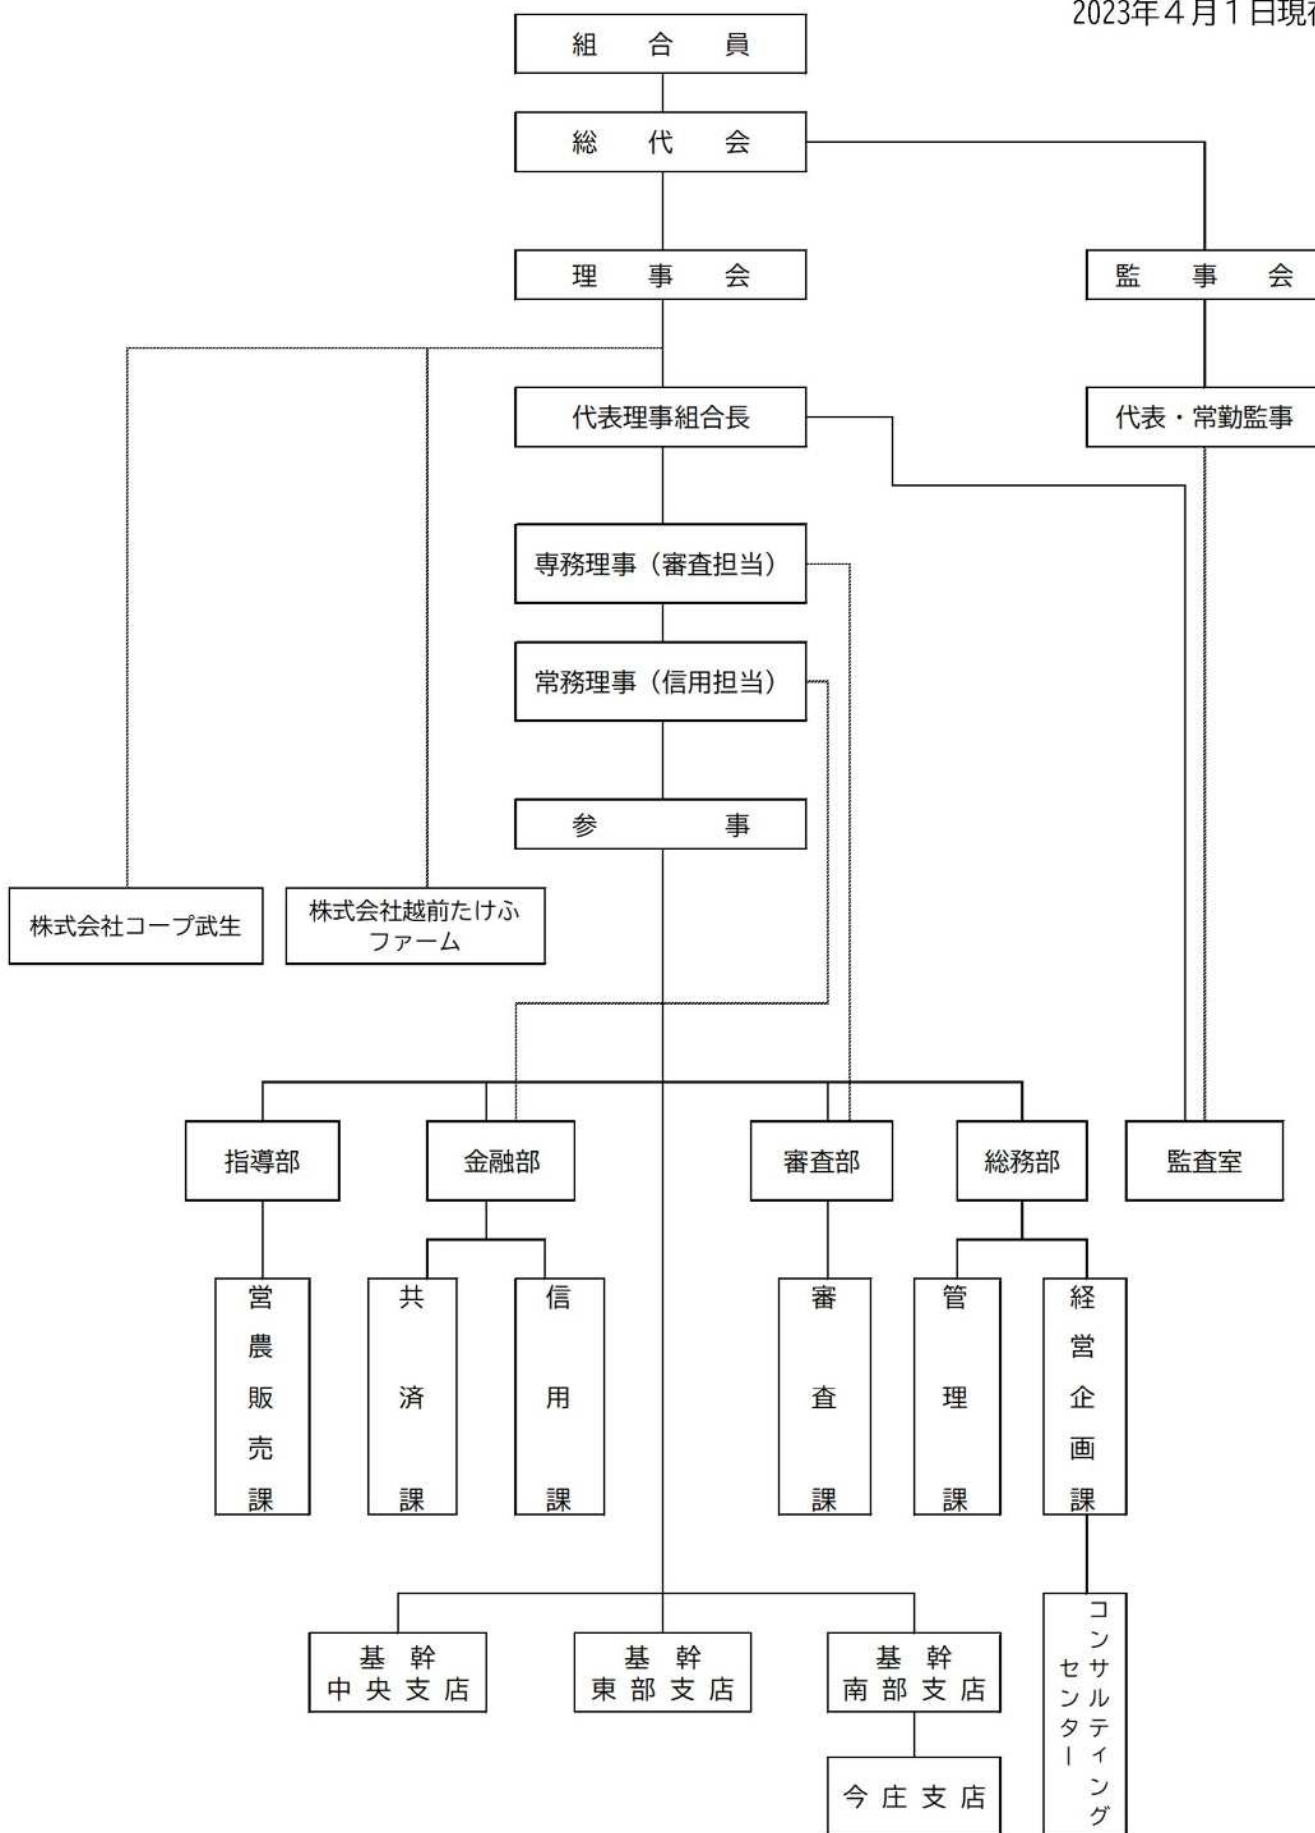 2023年４月１日現在
組合員
総代会
理事会
監事会
代表理事組合長
代表・常勤監事
専務理事（審査担当）
常務理事（信用担当）
参事
株式会社コープ武生
株式会社越前たけふ
ファーム
指導部
金融部
審査部
総務部
監査室
営農販売課
共済課
信用課
審査課
管理課
経営企画課
基幹
中央支店
基幹
東部支店
基幹
南部支店
今庄支店
コンサルティング
センター